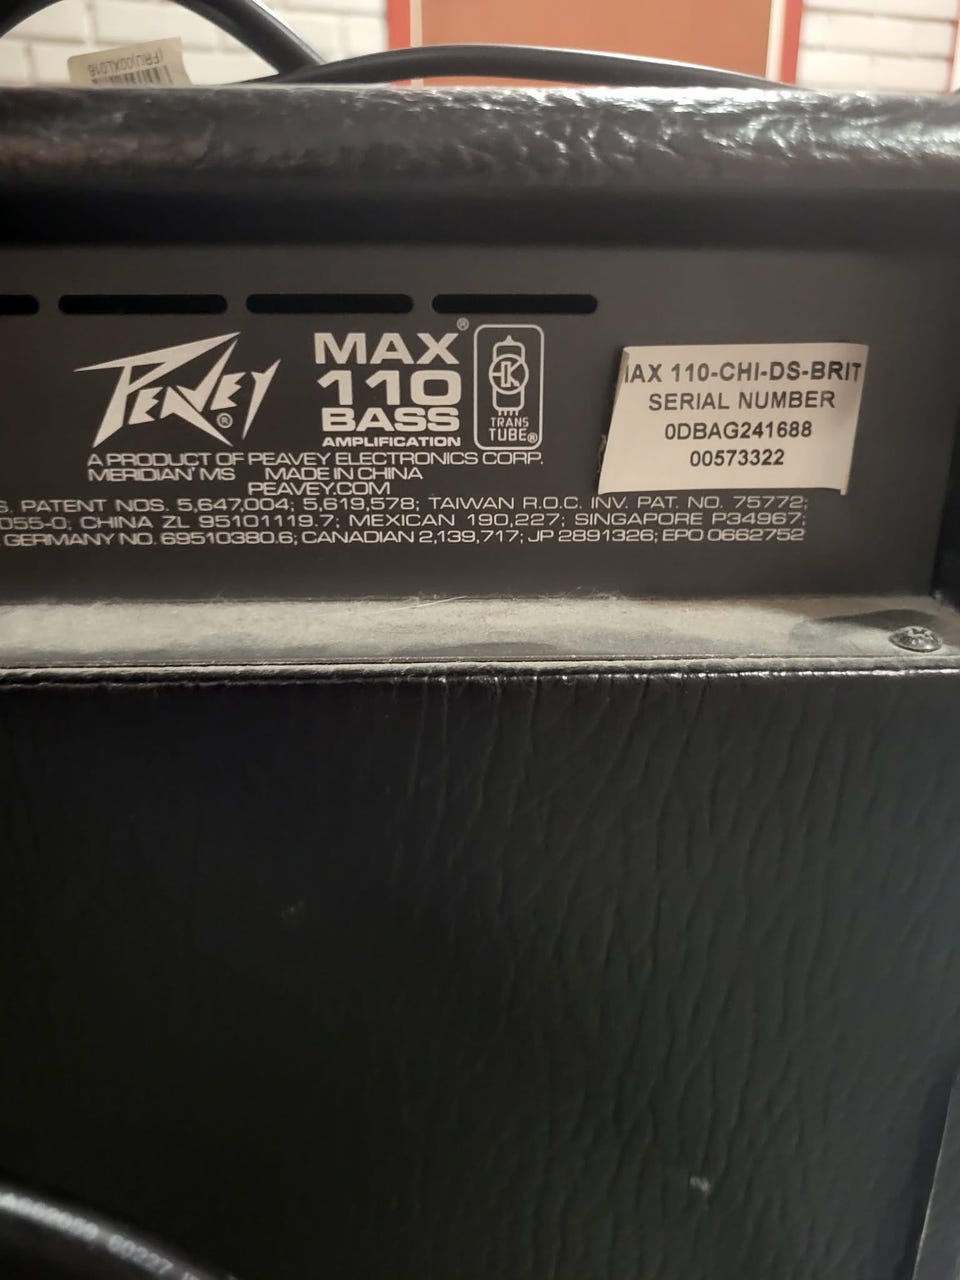 (FRU)00XL016
PEAVEY®
MAX®
110
BASS
AMPLIFICATION
TRANS
TUBE®
A PRODUCT OF PEAVEY ELECTRONICS CORP.
MERIDIAN MS MADE IN CHINA
PEAVEY.COM
S. PATENT NOS. 5,647,004; 5,619,578; TAIWAN R.O.C. INV. PAT. NO. 75772;
055-0; CHINA ZL 95101119.7; MEXICAN 190,227; SINGAPORE P34967;
GERMANY NO. 69510380.6; CANADIAN 2,139,717; JP 2891326; EPO 0662752
IAX 110-CHI-DS-BRIT
SERIAL NUMBER
0DBAG241688
00573322